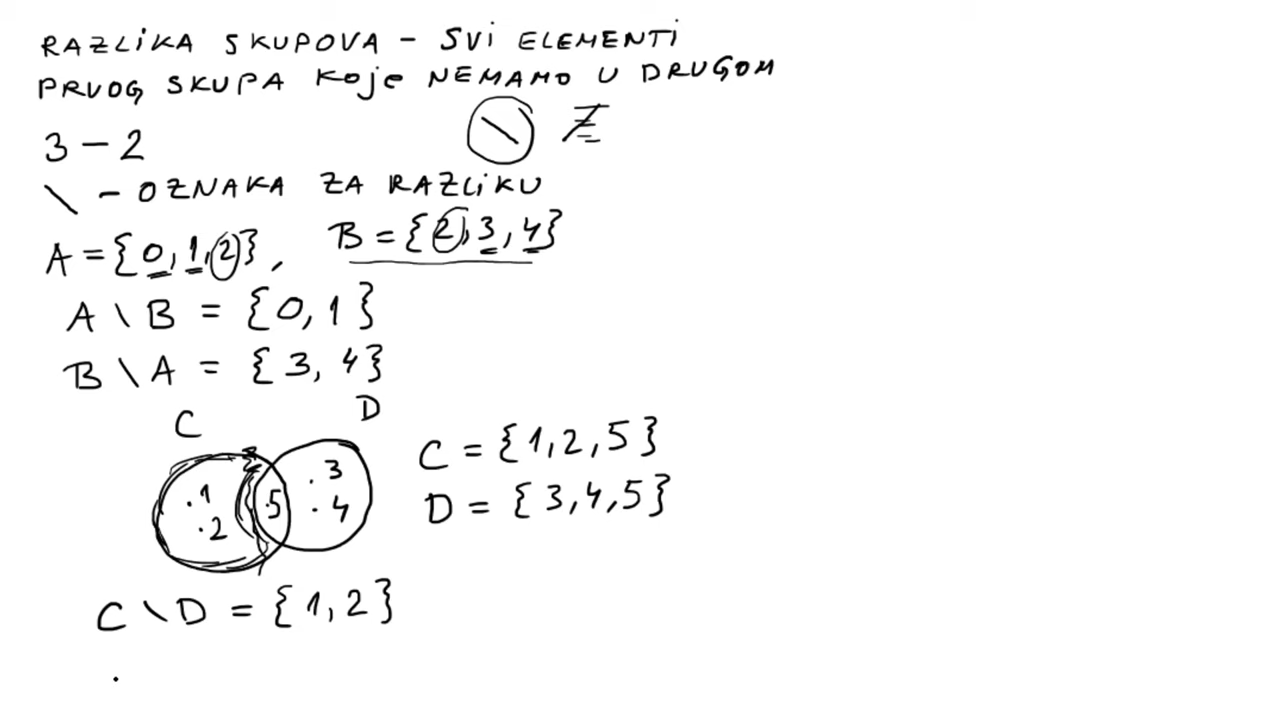 RAZLIKA SKUPOVA - SVI ELEMENTI
PRVOG SKUPA KOJE NEMAMO U DRUGOM
3 - 2
\ - OZNAKA ZA RAZLIKU
A = {0, 1, 2}, B = {2, 3, 4}
A \ B = {0, 1}
B \ A = {3, 4}
C D
C = {1, 2, 5}
D = {3, 4, 5}
.1 .2 .5 .3 .4
C \ D = {1, 2}